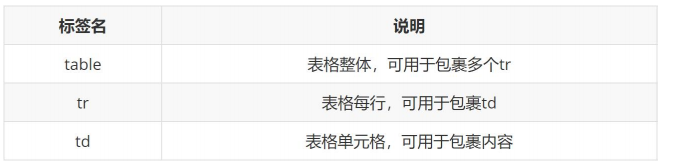 标签名 说明
table 表格整体，可用于包裹多个tr
tr 表格每行，可用于包裹td
td 表格单元格，可用于包裹内容